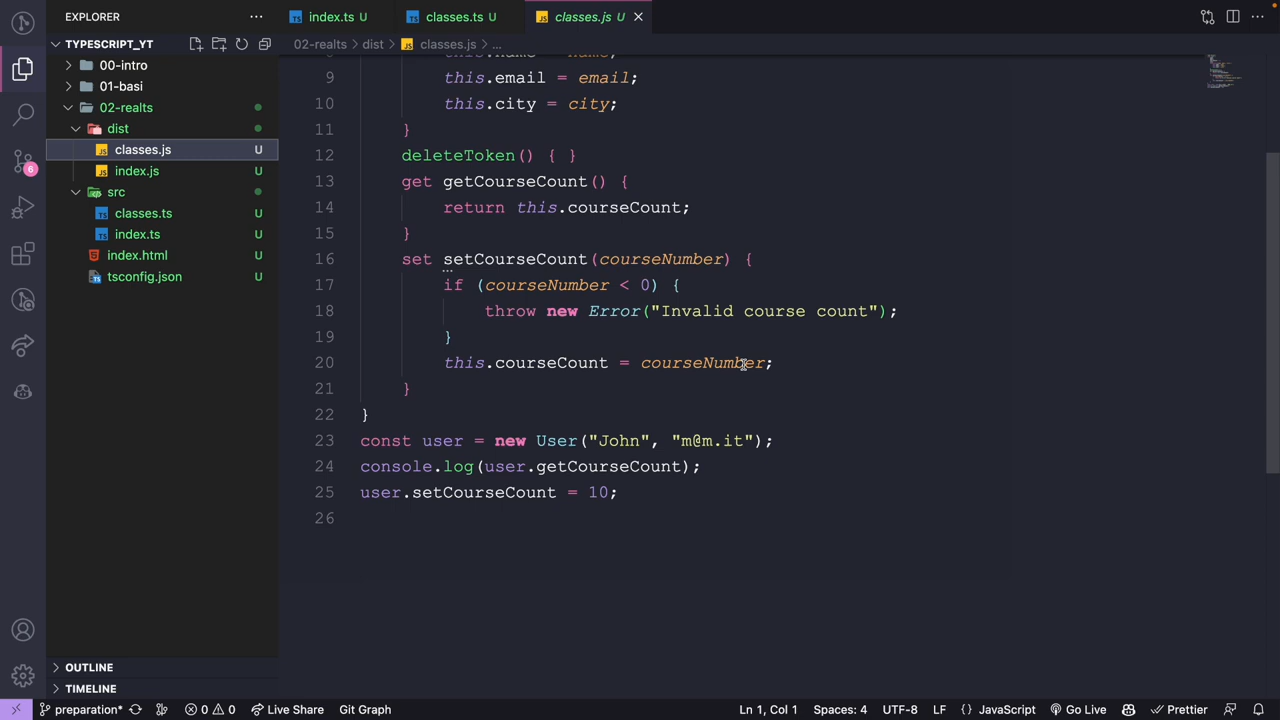 EXPLORER
index.ts U
classes.ts U
classes.js U
TYPESCRIPT_YT
02-realts > dist > classes.js > ...
00-intro
01-basi
02-realts
dist
classes.js U
index.js U
src
classes.ts U
index.ts U
index.html U
tsconfig.json U
9 this.email = email;
10 this.city = city;
11 }
12 deleteToken() { }
13 get getCourseCount() {
14 return this.courseCount;
15 }
16 set setCourseCount(courseNumber) {
17 if (courseNumber < 0) {
18 throw new Error("Invalid course count");
19 }
20 this.courseCount = courseNumber;
21 }
22 }
23 const user = new User("John", "m@m.it");
24 console.log(user.getCourseCount);
25 user.setCourseCount = 10;
26
6
OUTLINE
TIMELINE
preparation* 0 0 Live Share Git Graph Ln 1, Col 1 Spaces: 4 UTF-8 LF {} JavaScript Go Live Prettier